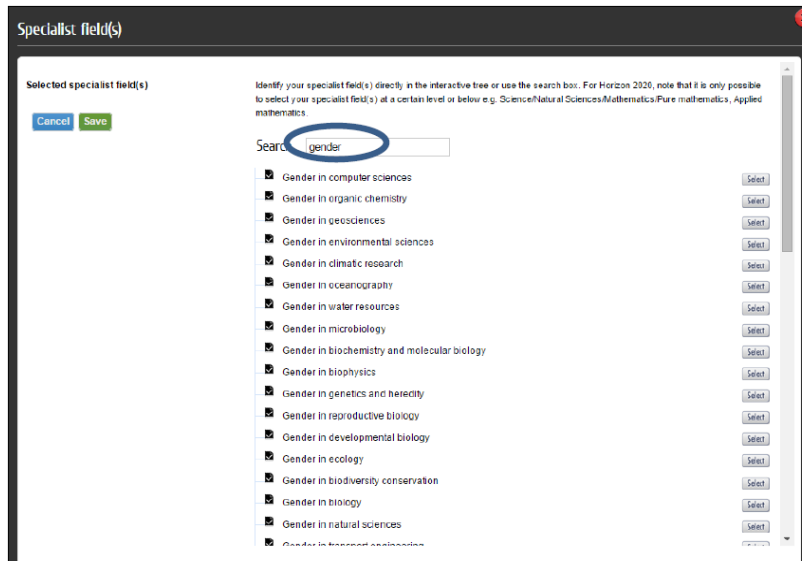 Specialist field(s)
Selected specialist field(s)
Cancel Save
Identify your specialist field(s) directly in the interactive tree or use the search box. For Horizon 2020, note that it is only possible
to select your specialist field(s) at a certain level or below e.g. Science/Natural Sciences/Mathematics/Pure mathematics, Applied
mathematics.
Search gender
Gender in computer sciences Select
Gender in organic chemistry Select
Gender in geosciences Select
Gender in environmental sciences Select
Gender in climatic research Select
Gender in oceanography Select
Gender in water resources Select
Gender in microbiology Select
Gender in biochemistry and molecular biology Select
Gender in biophysics Select
Gender in genetics and heredity Select
Gender in reproductive biology Select
Gender in developmental biology Select
Gender in ecology Select
Gender in biodiversity conservation Select
Gender in biology Select
Gender in natural sciences Select
Gender in transport engineering